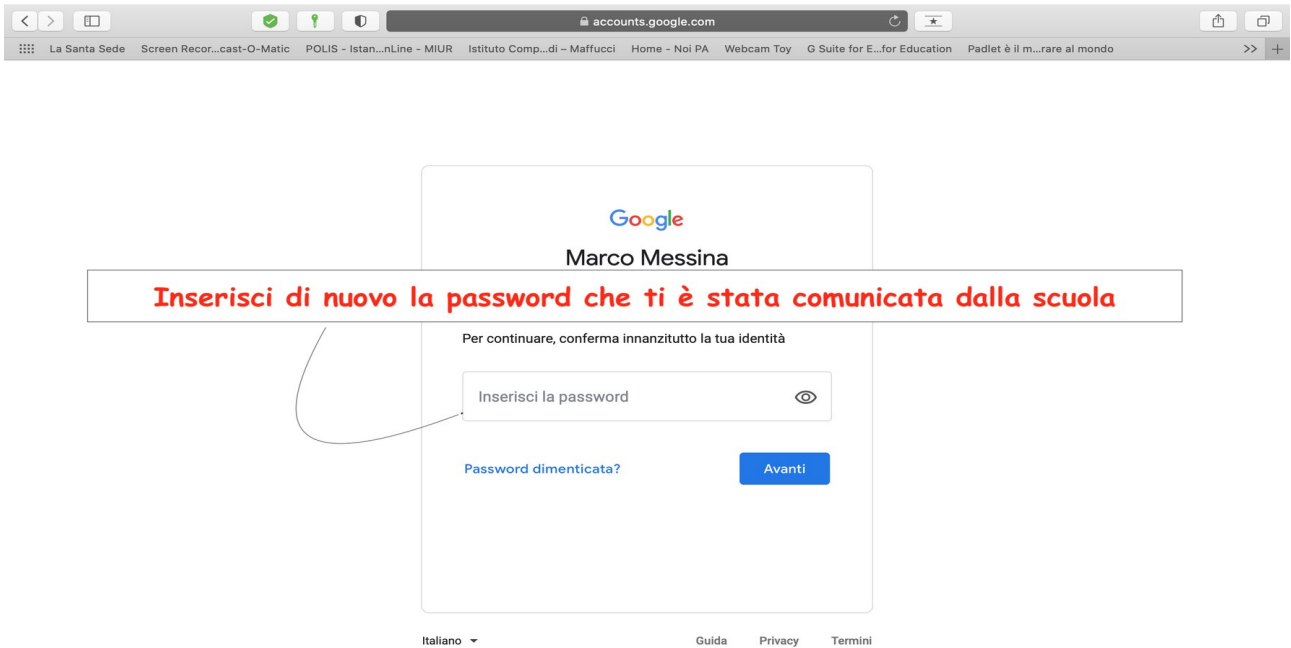 accounts.google.com
La Santa Sede Screen Recor...cast-O-Matic POLIS - Istan...nLine - MIUR Istituto Comp...di – Maffucci Home - Noi PA Webcam Toy G Suite for E...for Education Padlet è il m...rare al mondo >> +
Google
Marco Messina
Inserisci di nuovo la password che ti è stata comunicata dalla scuola
Per continuare, conferma innanzitutto la tua identità
Inserisci la password
Password dimenticata? Avanti
Italiano Guida Privacy Termini